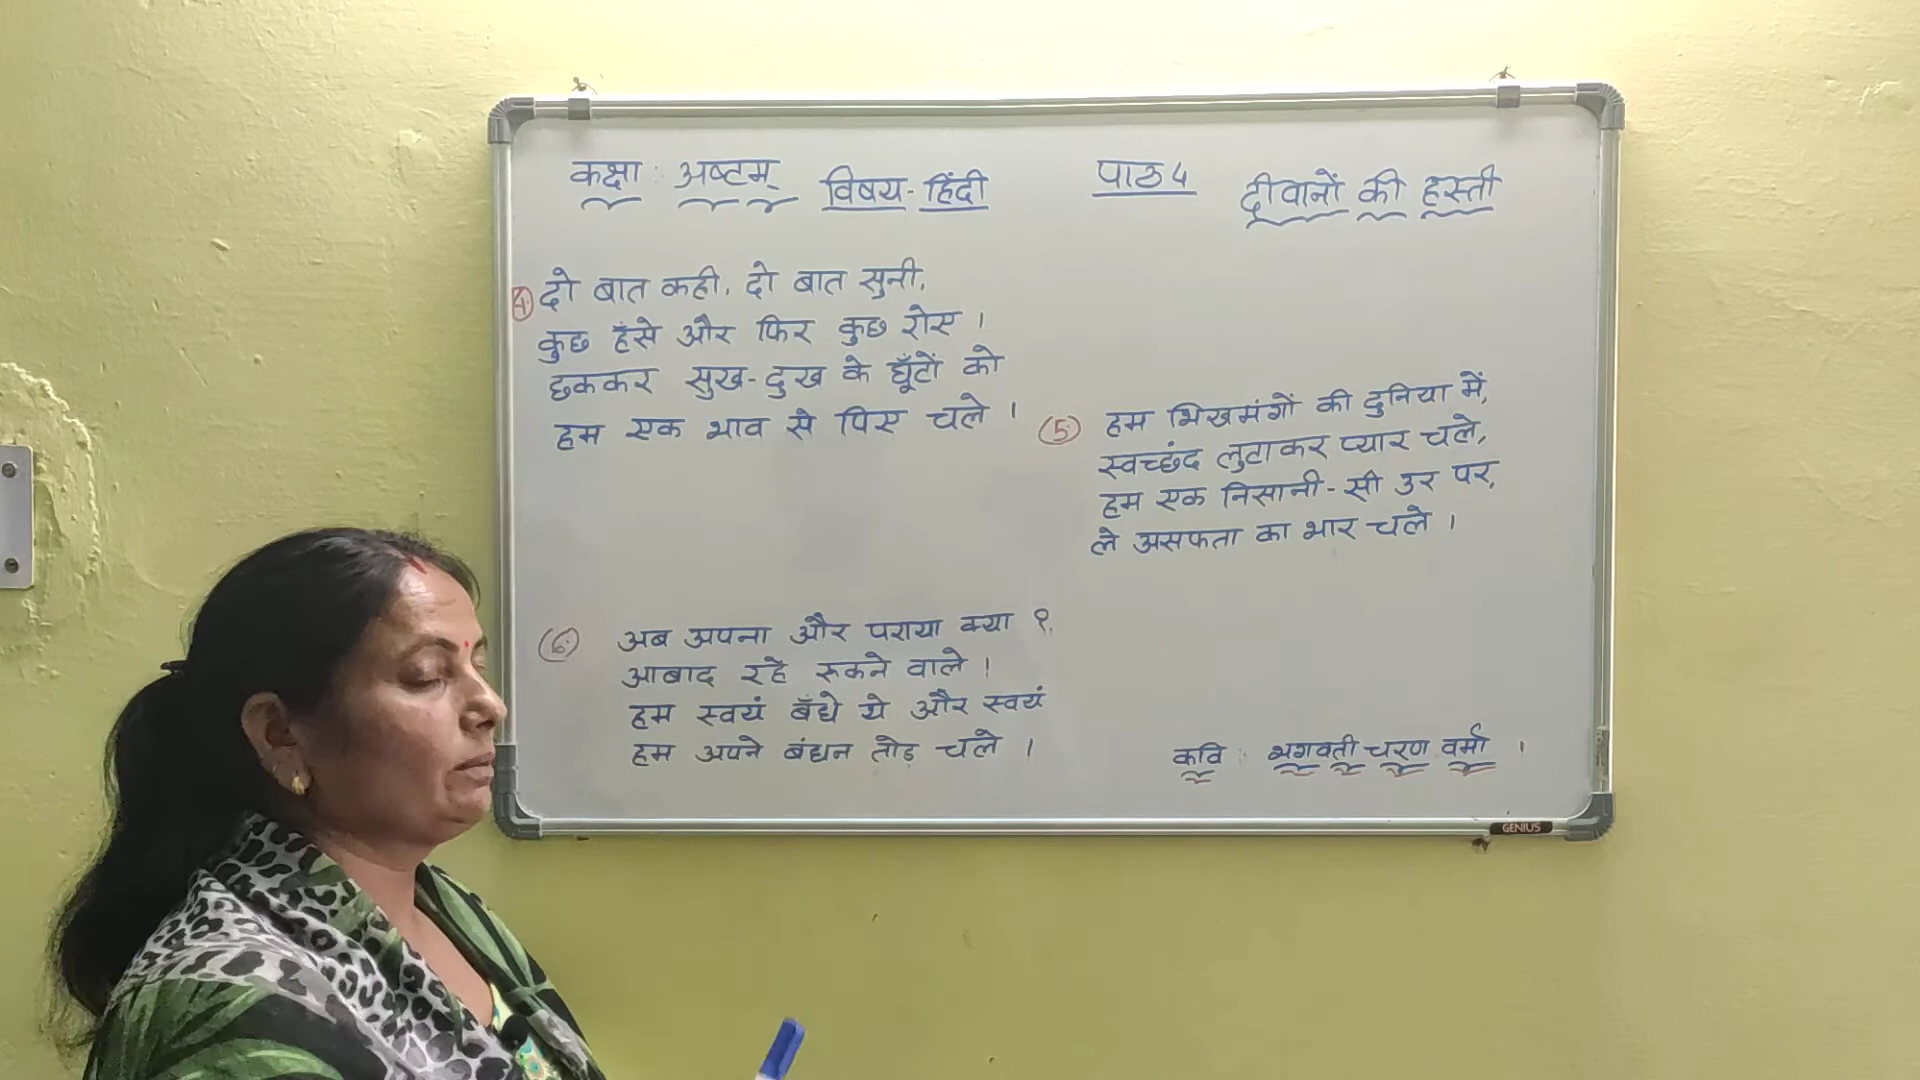 कक्षा : अष्टम् विषय - हिंदी पाठ 4 दीवानों की हस्ती
4. दो बात कही, दो बात सुनी,
कुछ हँसे और फिर कुछ रोए ।
छककर सुख-दुख के घूँटों को
हम एक भाव से पिए चले ।
(5) हम भिखमंगों की दुनिया में,
स्वच्छंद लुटाकर प्यार चले,
हम एक निसानी-सी उर पर,
ले असफता का भार चले ।
(6.) अब अपना और पराया क्या ?
आबाद रहें रूकने वाले !
हम स्वयं बँधे थे और स्वयं
हम अपने बंधन तोड़ चले ।
कवि : भगवती चरण वर्मा ।
GENIUS